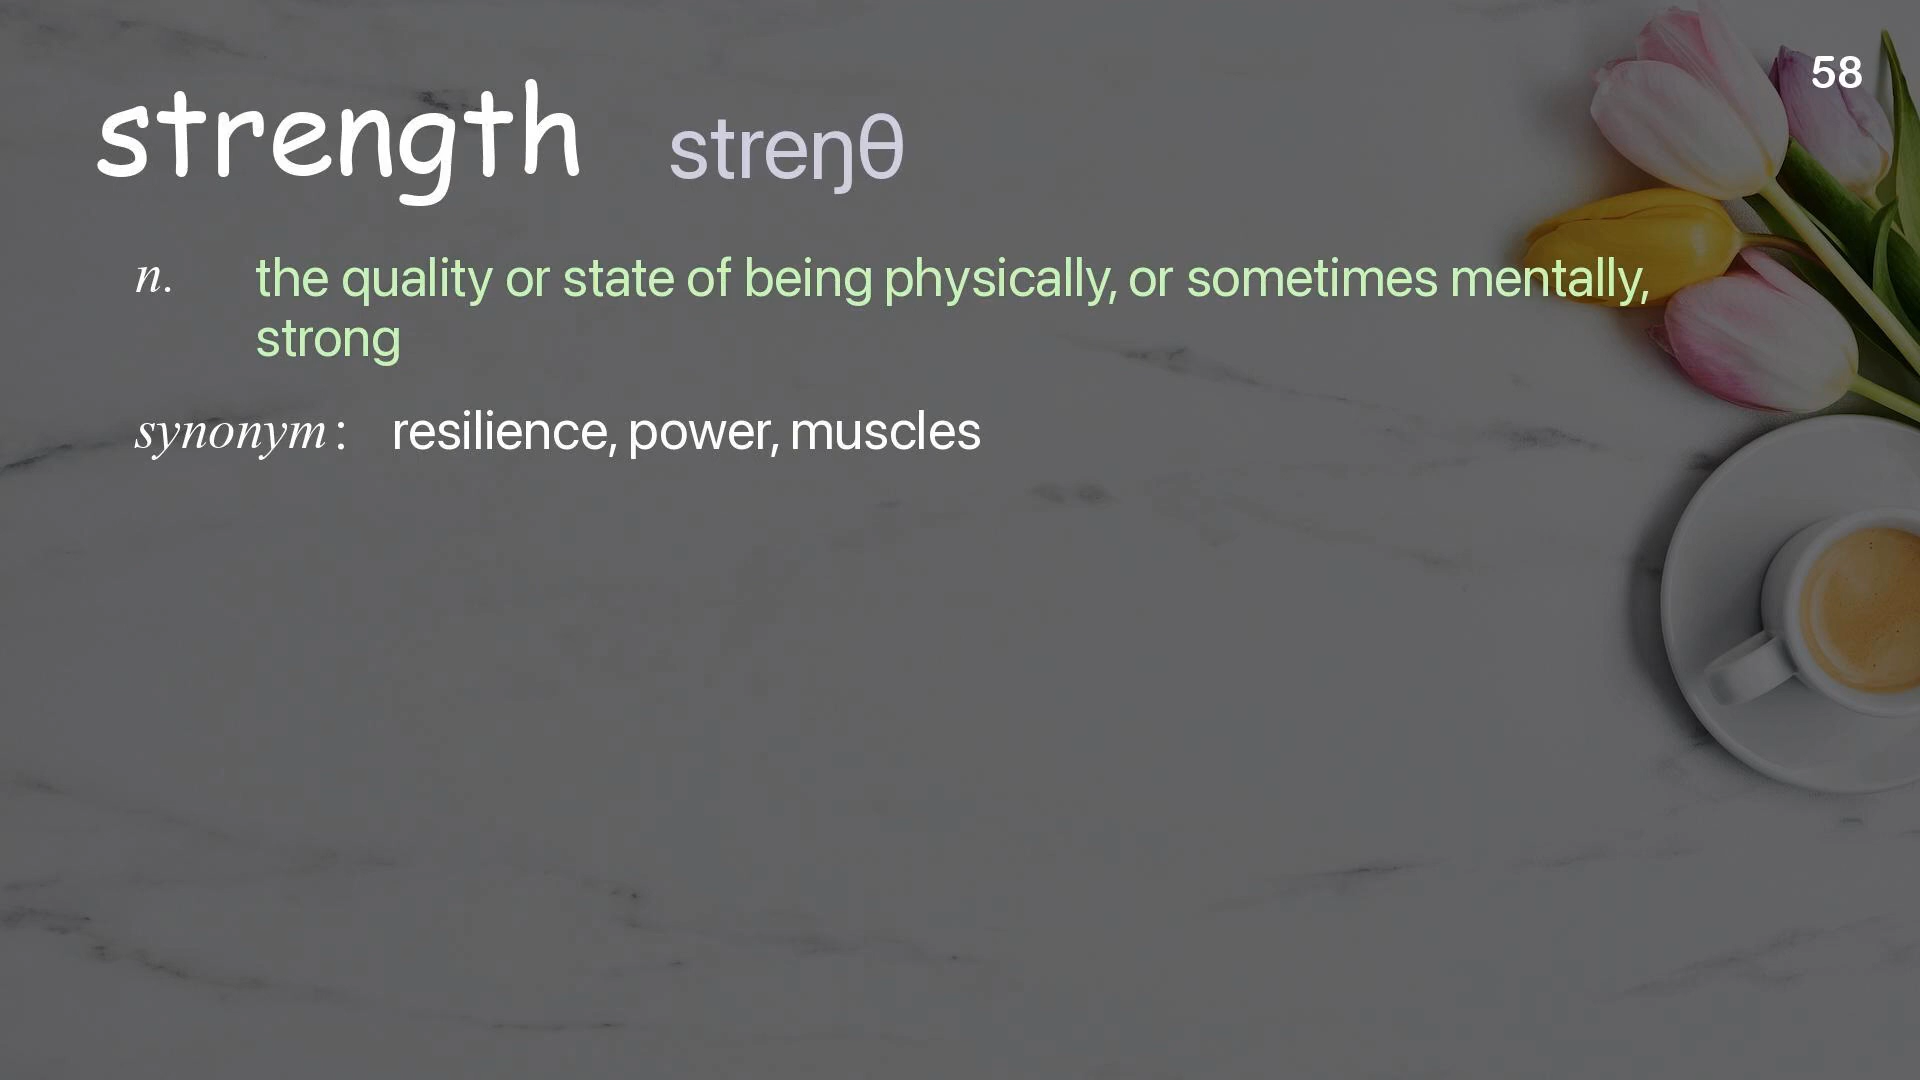 58
strength streŋθ
n. the quality or state of being physically, or sometimes mentally,
strong
synonym: resilience, power, muscles